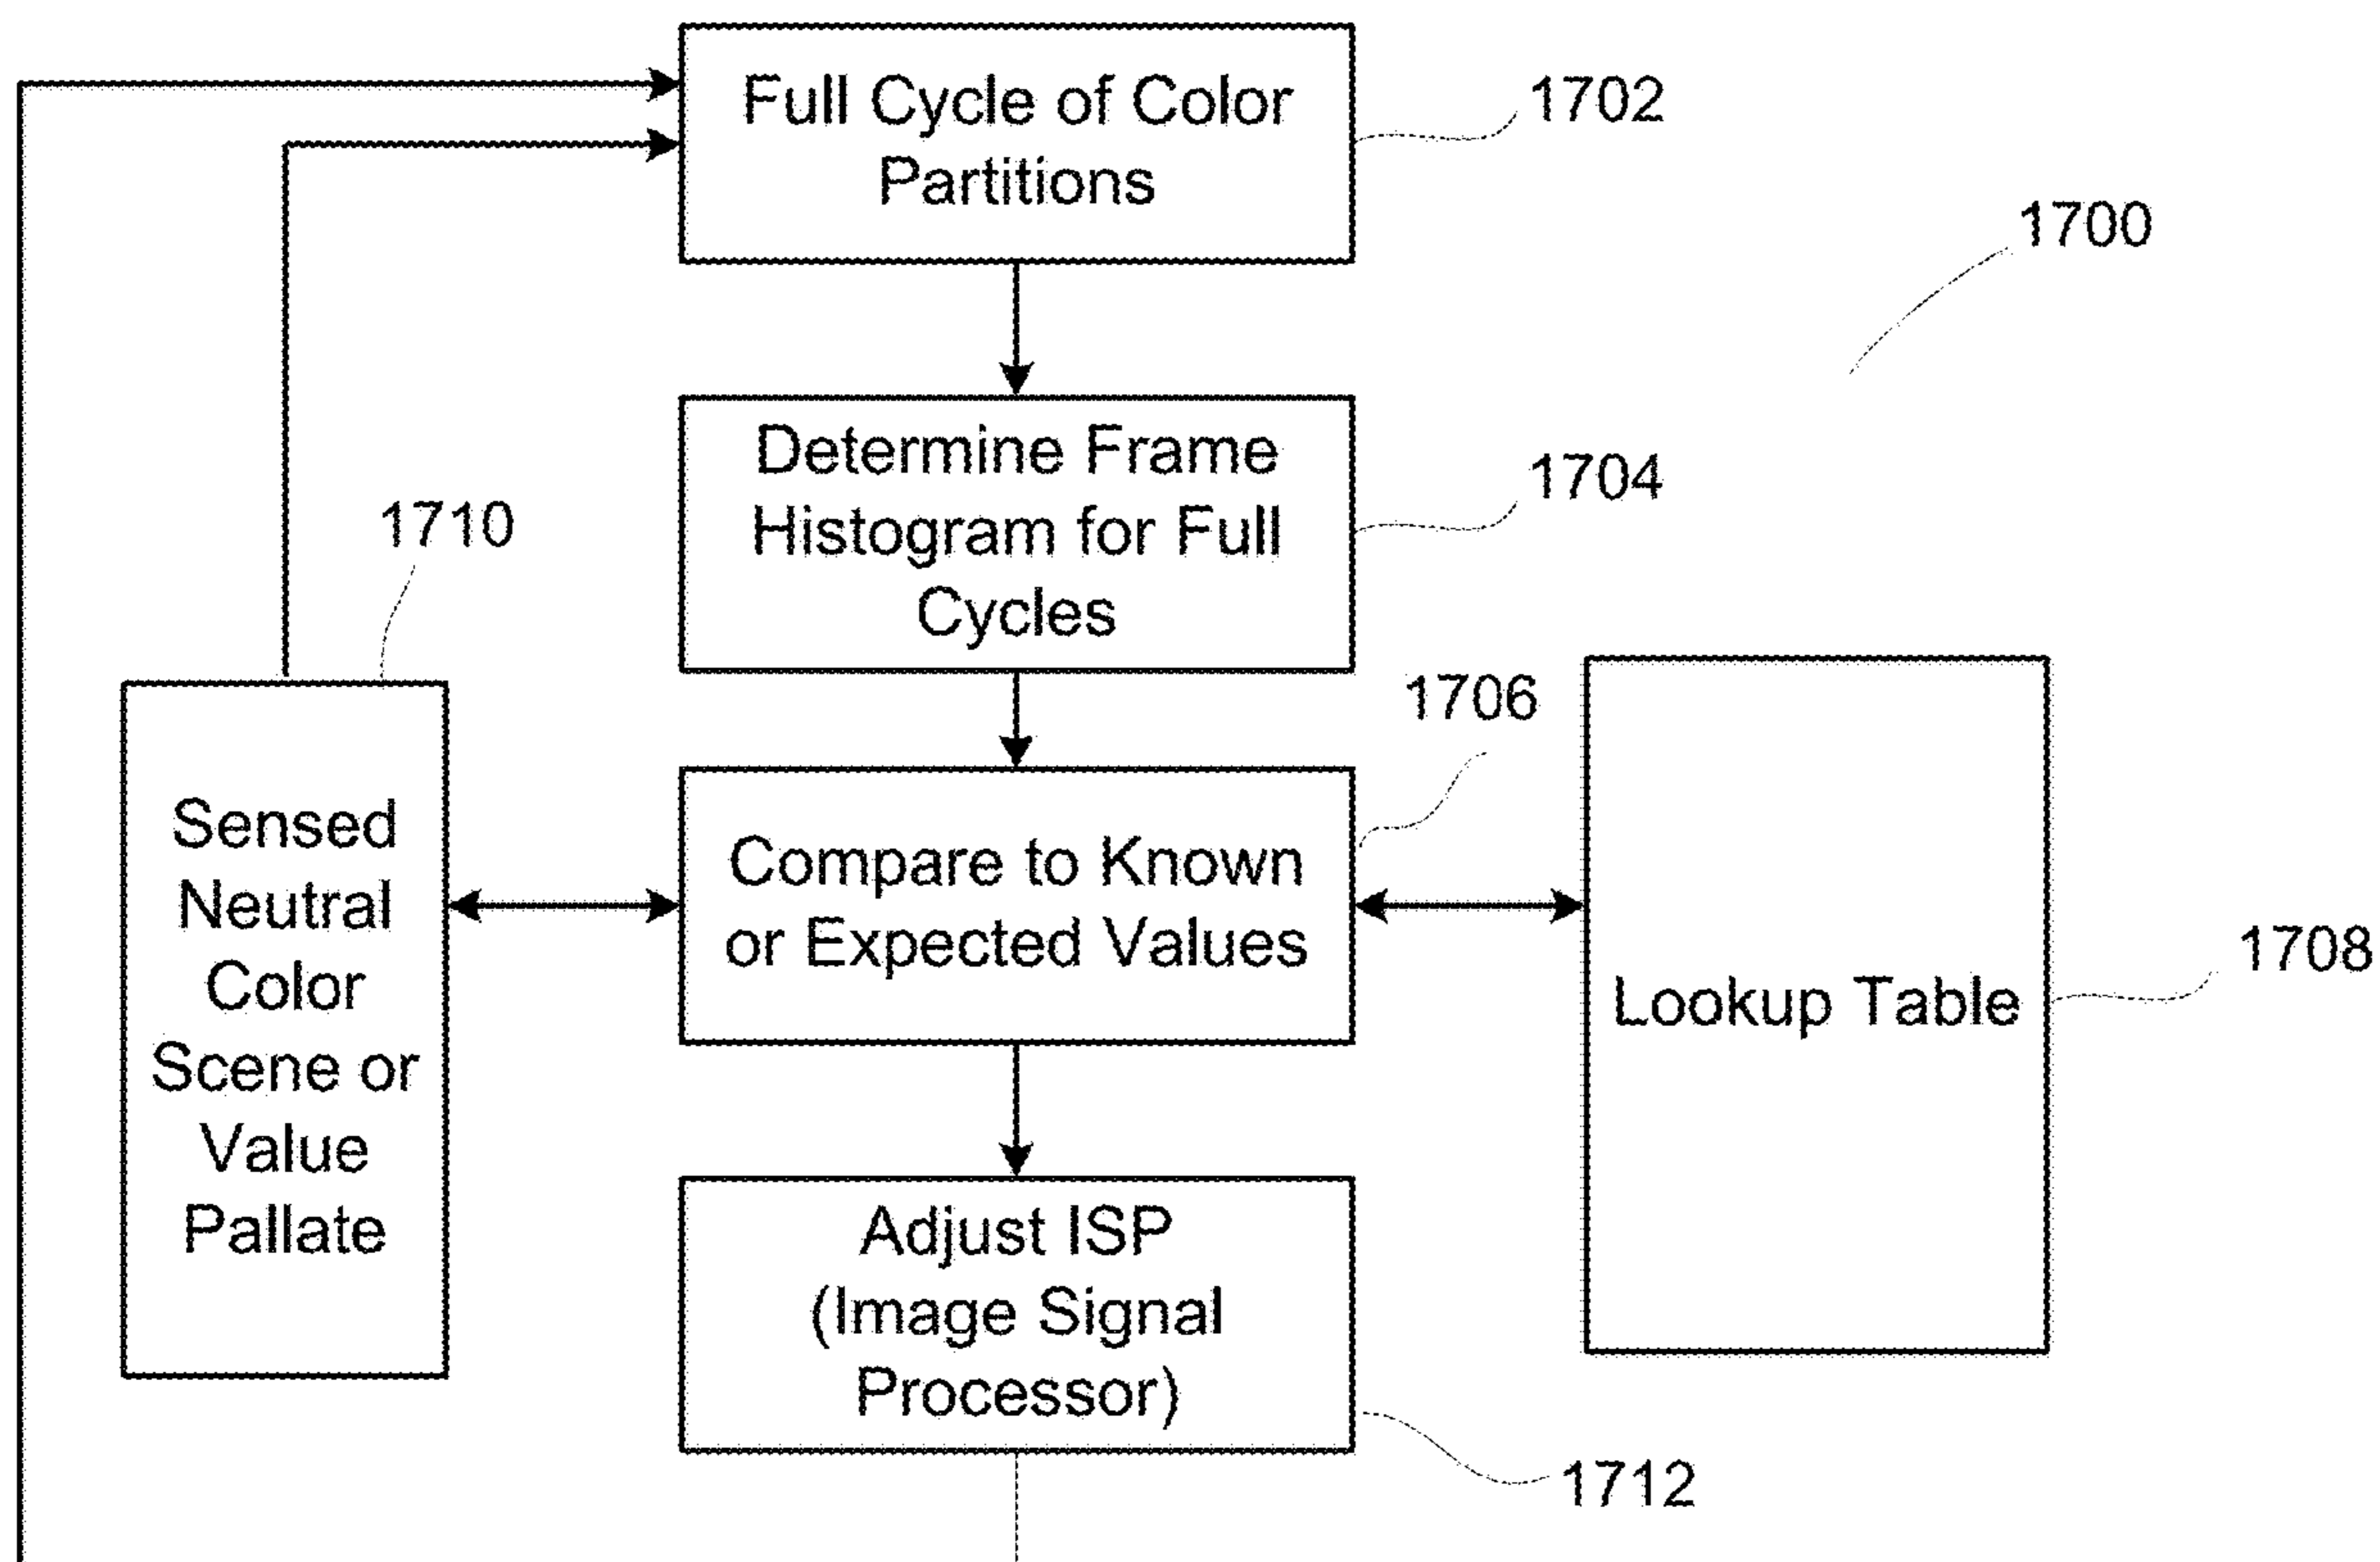 Full Cycle of Color
Partitions
1702
1700
Determine Frame
Histogram for Full
Cycles
1704
1710
1706
Sensed
Neutral
Color
Scene or
Value
Pallate
Compare to Known
or Expected Values
Lookup Table
1708
Adjust ISP
(Image Signal
Processor)
1712